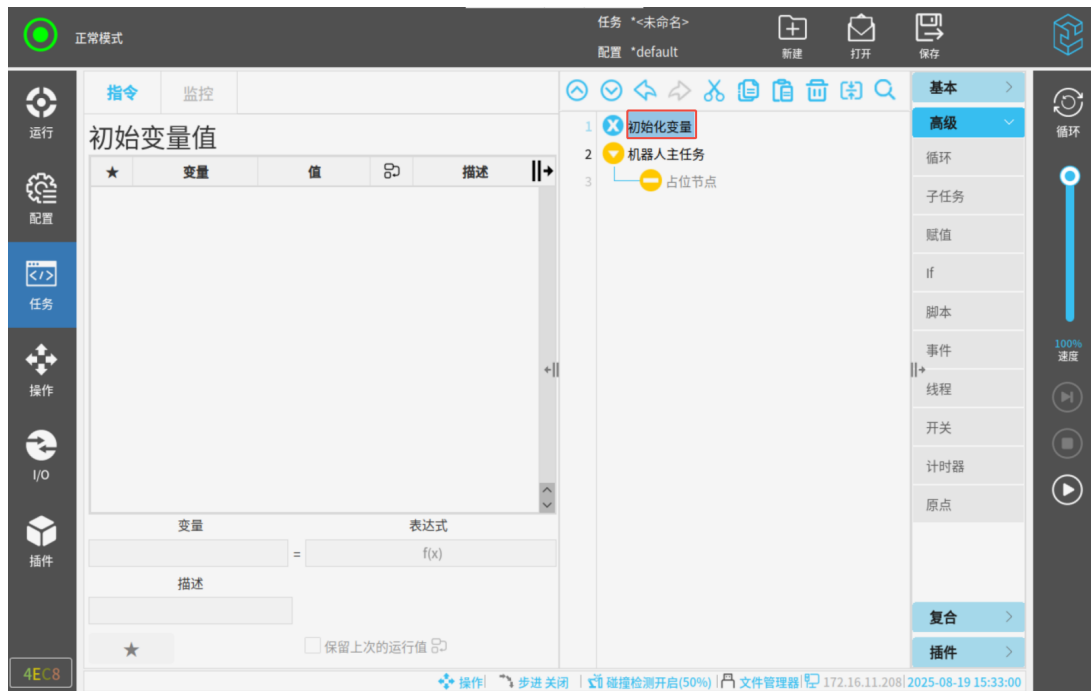 正常模式
任务 *<未命名>
配置 *default
新建
打开
保存
运行
配置
任务
操作
I/O
插件
4EC8
指令
监控
初始变量值
★ 变量 值 描述
变量 表达式
= f(x)
描述
★
保留上次的运行值
1 初始化变量
2 机器人主任务
3 占位节点
基本
高级
循环
子任务
赋值
If
脚本
事件
线程
开关
计时器
原点
复合
插件
循环
100%
速度
操作 步进 关闭 碰撞检测开启(50%) 文件管理器 172.16.11.208 2025-08-19 15:33:00